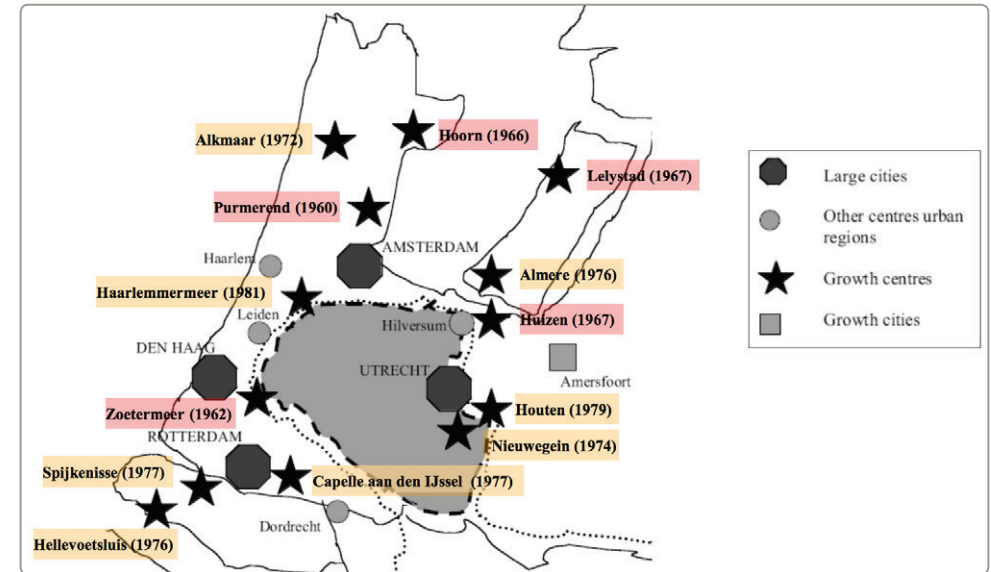 Alkmaar (1972)
Hoorn (1966)
Lelystad (1967)
Purmerend (1960)
AMSTERDAM
Haarlem
Almere (1976)
Haarlemmermeer (1981)
Leiden
Hilversum
Huizen (1967)
DEN HAAG
UTRECHT
Amersfoort
Zoetermeer (1962)
Houten (1979)
ROTTERDAM
Nieuwegein (1974)
Spijkenisse (1977)
Capelle aan den IJssel (1977)
Dordrecht
Hellevoetsluis (1976)
Large cities
Other centres urban
regions
Growth centres
Growth cities